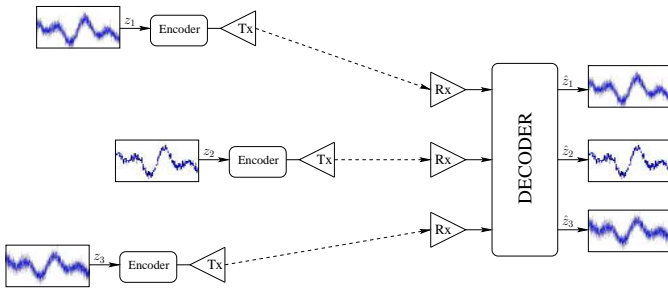 z₁ Encoder Tx
Rx ẑ₁
z₂ Encoder Tx Rx DECODER ẑ₂
Rx ẑ₃
z₃ Encoder Tx